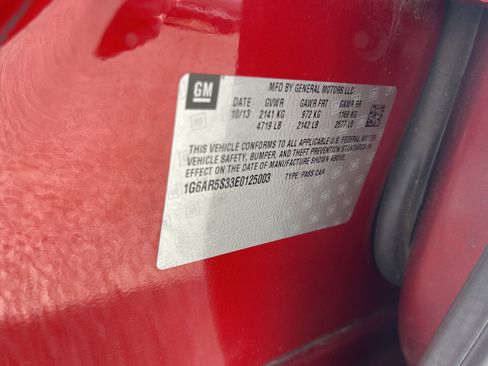 GM
MFD BY GENERAL MOTORS LLC
DATE GVWR GAWR FRT GAWR RR
10/13 2141 KG 972 KG 1169 KG
4719 LB 2142 LB 2577 LB
THIS VEHICLE CONFORMS TO ALL APPLICABLE U.S. FEDERAL MOTOR
VEHICLE SAFETY, BUMPER, AND THEFT PREVENTION STANDARDS IN
EFFECT ON THE DATE OF MANUFACTURE SHOWN ABOVE.
1G6AR5S33E0125003 TYPE: PASS CAR